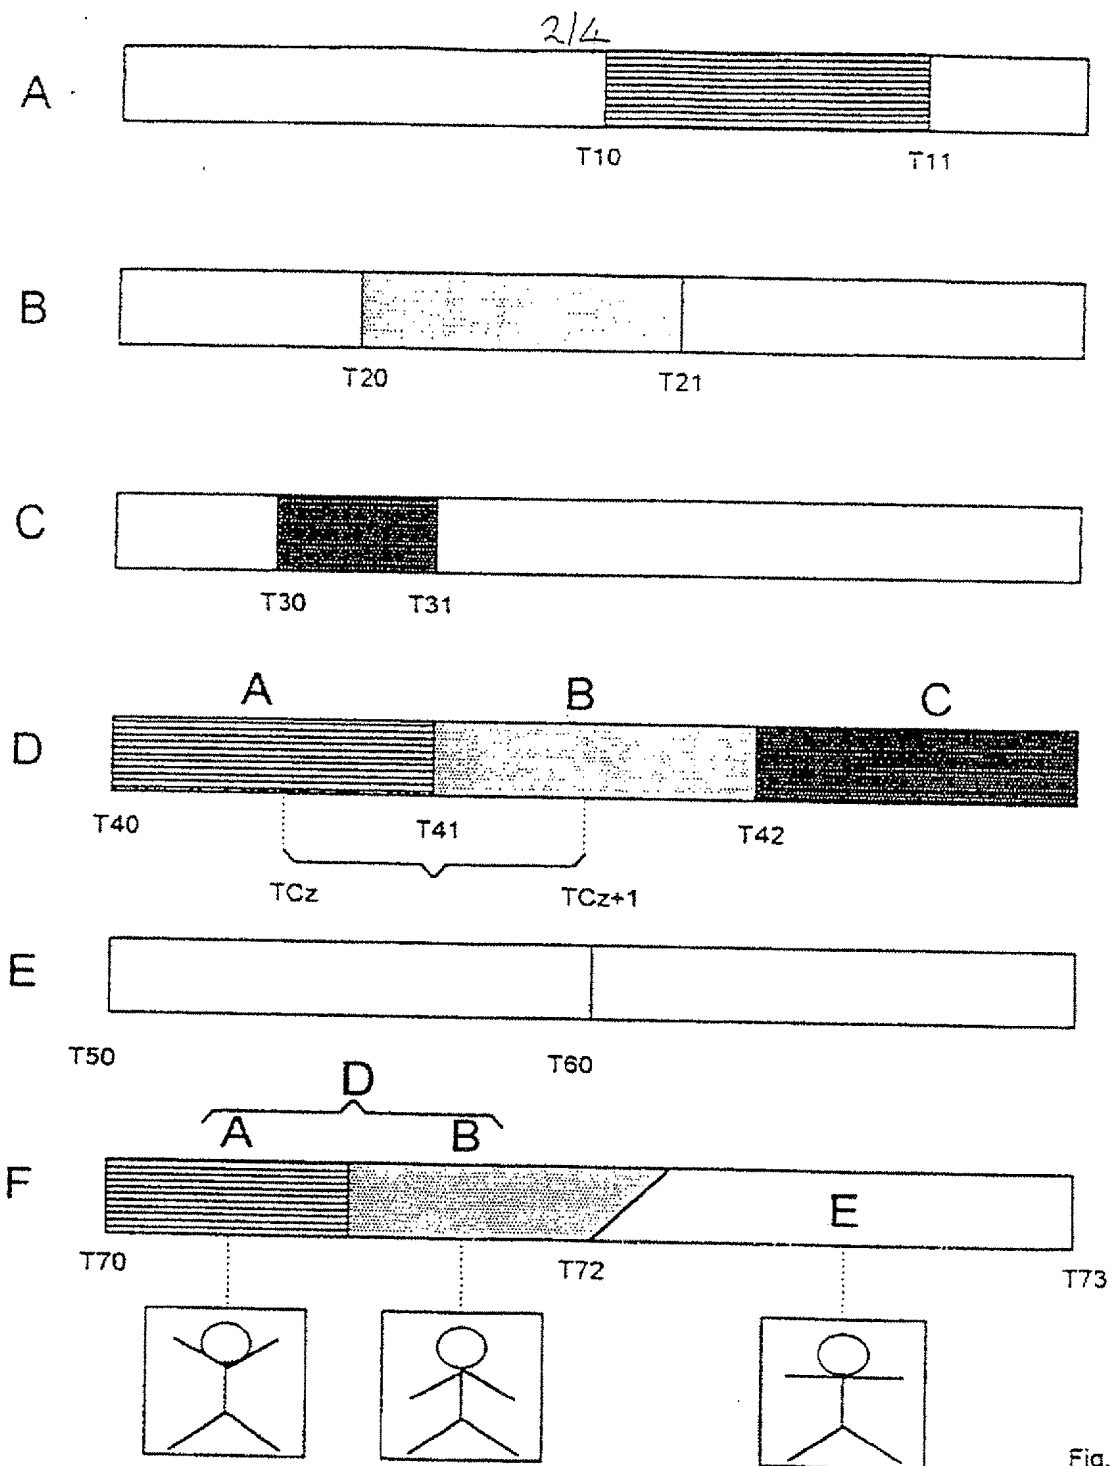 2/4
A
T10 T11
B
T20 T21
C
T30 T31
A B C
D
T40 T41 T42
TCz TCz+1
E
T50 T60
D
A B
F E
T70 T72 T73
Fig.